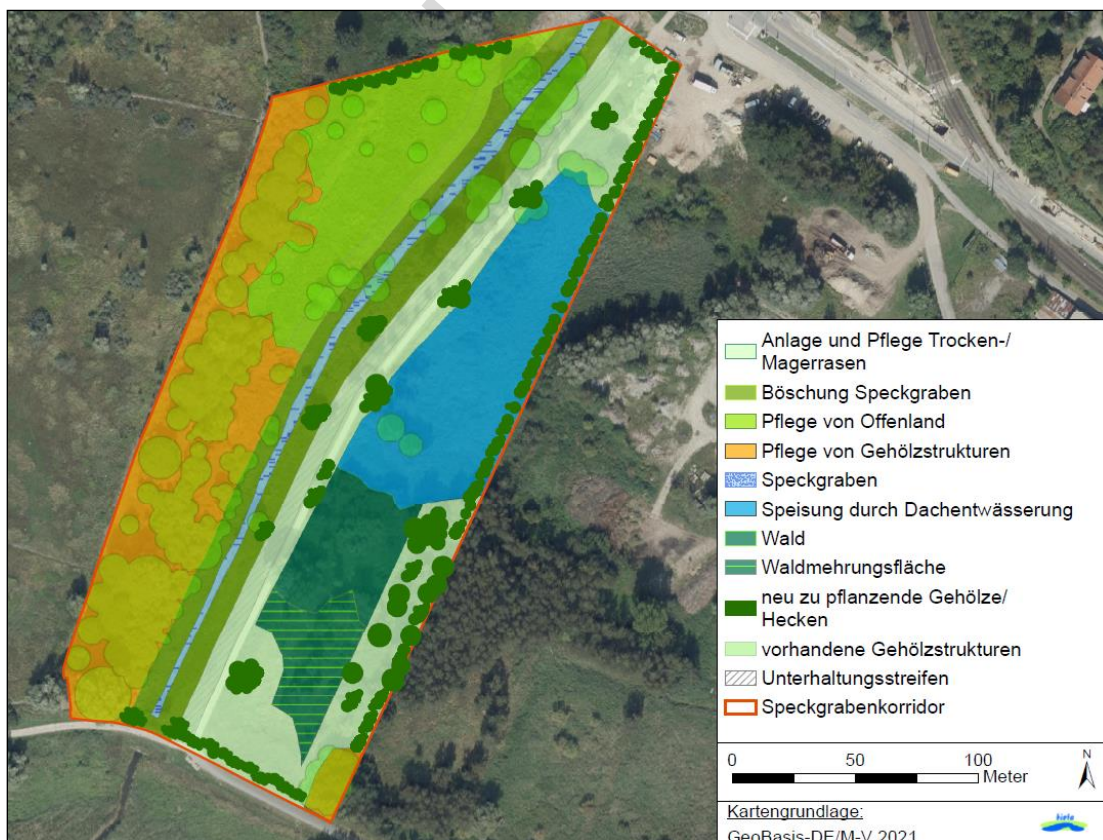 Anlage und Pflege Trocken-/
Magerrasen
Böschung Speckgraben
Pflege von Offenland
Pflege von Gehölzstrukturen
Speckgraben
Speisung durch Dachentwässerung
Wald
Waldmehrungsfläche
neu zu pflanzende Gehölze/
Hecken
vorhandene Gehölzstrukturen
Unterhaltungsstreifen
Speckgrabenkorridor
0 50 100
Meter
N
Kartengrundlage:
GeoBasis-DE/M-V 2021